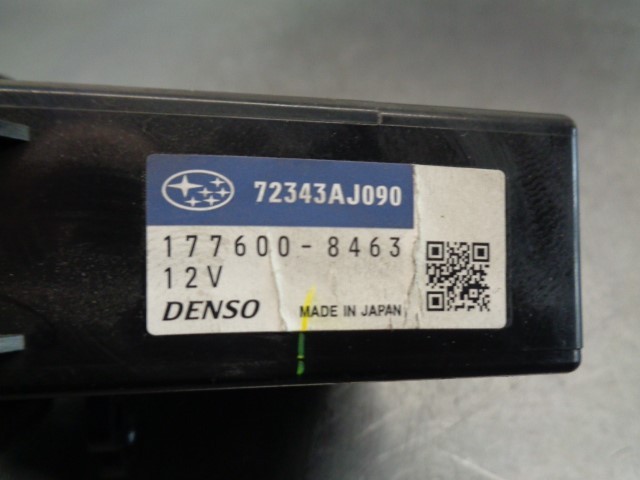 72343AJ090
177600-8463
12V
DENSO MADE IN JAPAN